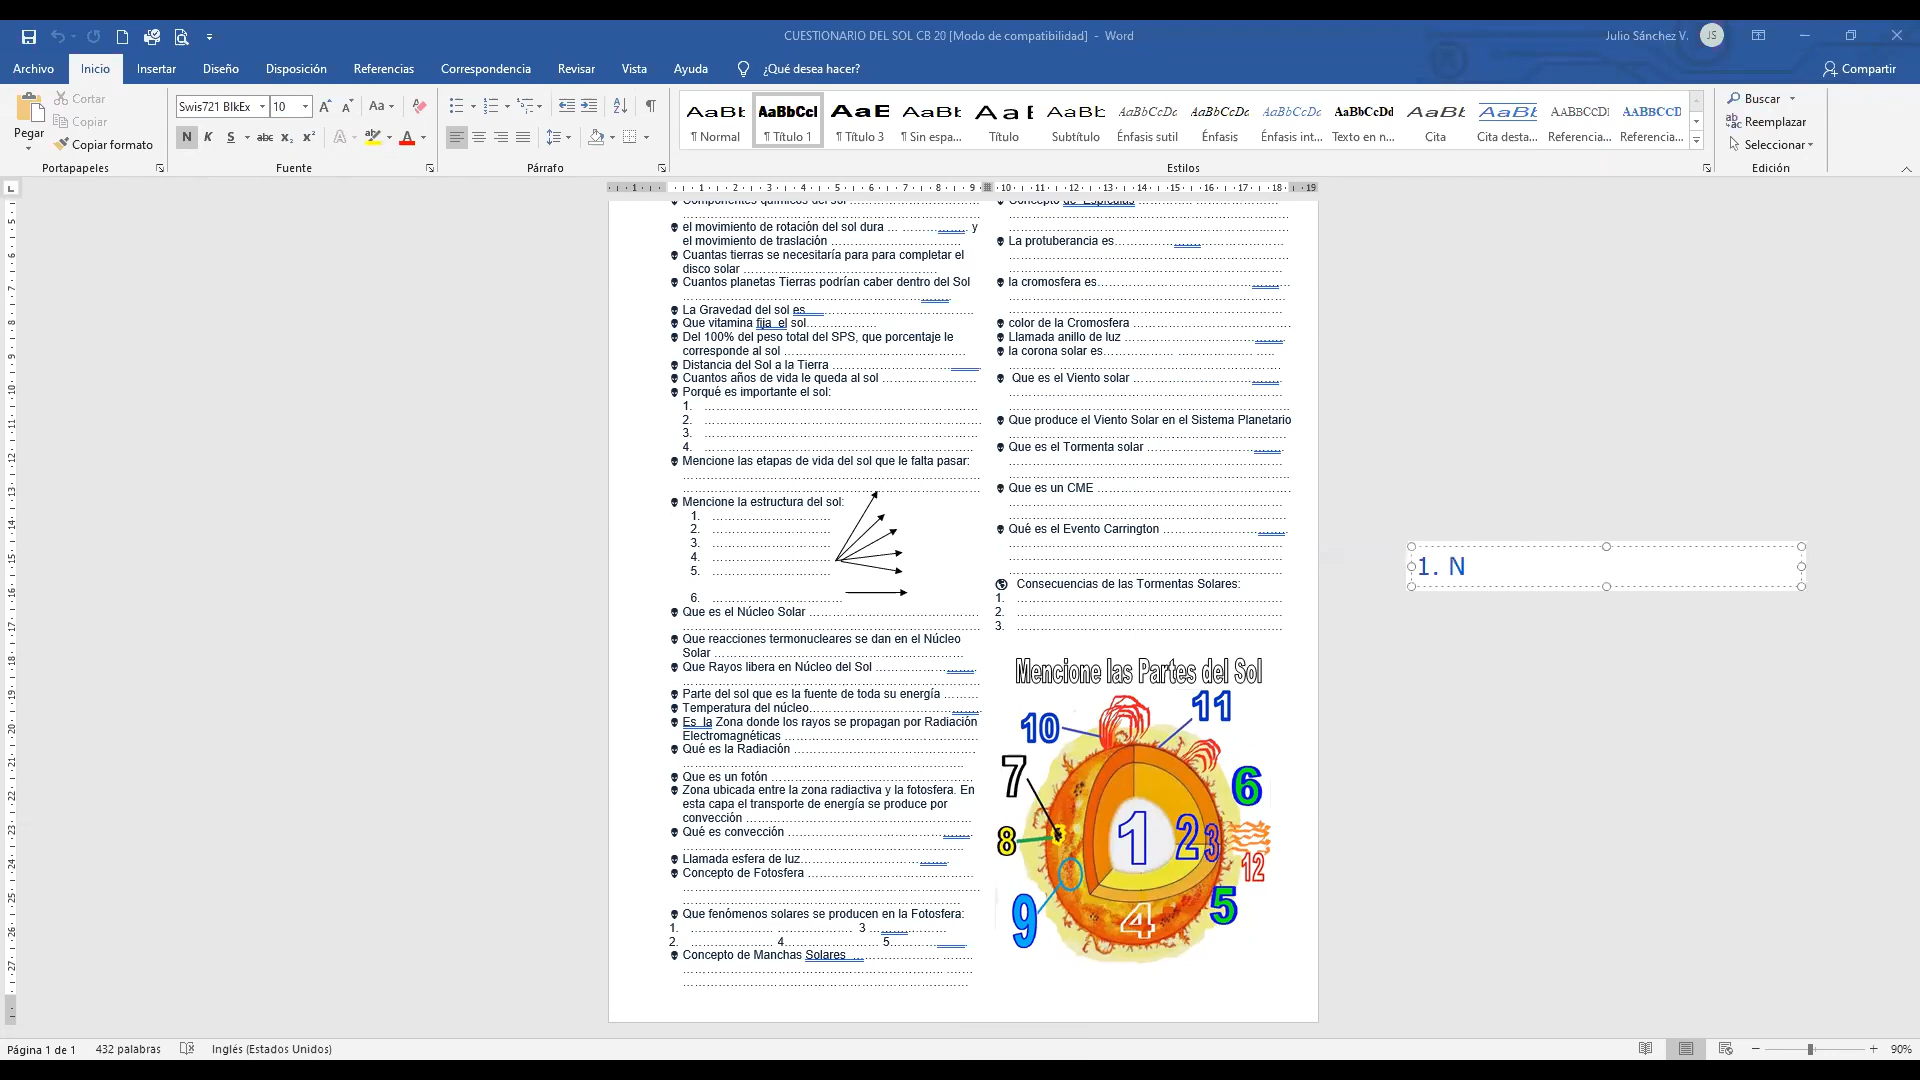 CUESTIONARIO DEL SOL CB 20 [Modo de compatibilidad] - Word
Julio Sánchez V.
JS
Archivo
Inicio
Insertar
Diseño
Disposición
Referencias
Correspondencia
Revisar
Vista
Ayuda
¿Qué desea hacer?
Compartir
Pegar
Cortar
Copiar
Copiar formato
Portapapeles
Swis721 BlkEx
10
Fuente
Párrafo
¶ Normal
¶ Título 1
¶ Título 3
¶ Sin espa...
Título
Subtítulo
Énfasis sutil
Énfasis
Énfasis int...
Texto en n...
Cita
Cita desta...
Referencia...
Referencia...
Estilos
Buscar
Reemplazar
Seleccionar
Edición
Componentes químicos del sol
el movimiento de rotación del sol dura ... y
el movimiento de traslación
Cuantas tierras se necesitaría para para completar el
disco solar
Cuantos planetas Tierras podrían caber dentro del Sol
La Gravedad del sol es
Que vitamina fija el sol
Del 100% del peso total del SPS, que porcentaje le
corresponde al sol
Distancia del Sol a la Tierra
Cuantos años de vida le queda al sol
Porqué es importante el sol:
1.
2.
3.
4.
Mencione las etapas de vida del sol que le falta pasar:
Mencione la estructura del sol:
1.
2.
3.
4.
5.
6.
Que es el Núcleo Solar
Que reacciones termonucleares se dan en el Núcleo
Solar
Que Rayos libera en Núcleo del Sol
Parte del sol que es la fuente de toda su energía
Temperatura del núcleo
Es la Zona donde los rayos se propagan por Radiación
Electromagnéticas
Qué es la Radiación
Que es un fotón
Zona ubicada entre la zona radiactiva y la fotosfera. En
esta capa el transporte de energía se produce por
convección
Qué es convección
Llamada esfera de luz
Concepto de Fotosfera
Que fenómenos solares se producen en la Fotosfera:
1. 3
2. 4. 5.
Concepto de Manchas Solares
Concepto de Espículas
La protuberancia es
la cromosfera es
color de la Cromosfera
Llamada anillo de luz
la corona solar es
Que es el Viento solar
Que produce el Viento Solar en el Sistema Planetario
Que es el Tormenta solar
Que es un CME
Qué es el Evento Carrington
Consecuencias de las Tormentas Solares:
1.
2.
3.
Mencione las Partes del Sol
10
11
7
6
8
1
2
3
12
9
4
5
1. N
Página 1 de 1
432 palabras
Inglés (Estados Unidos)
90%